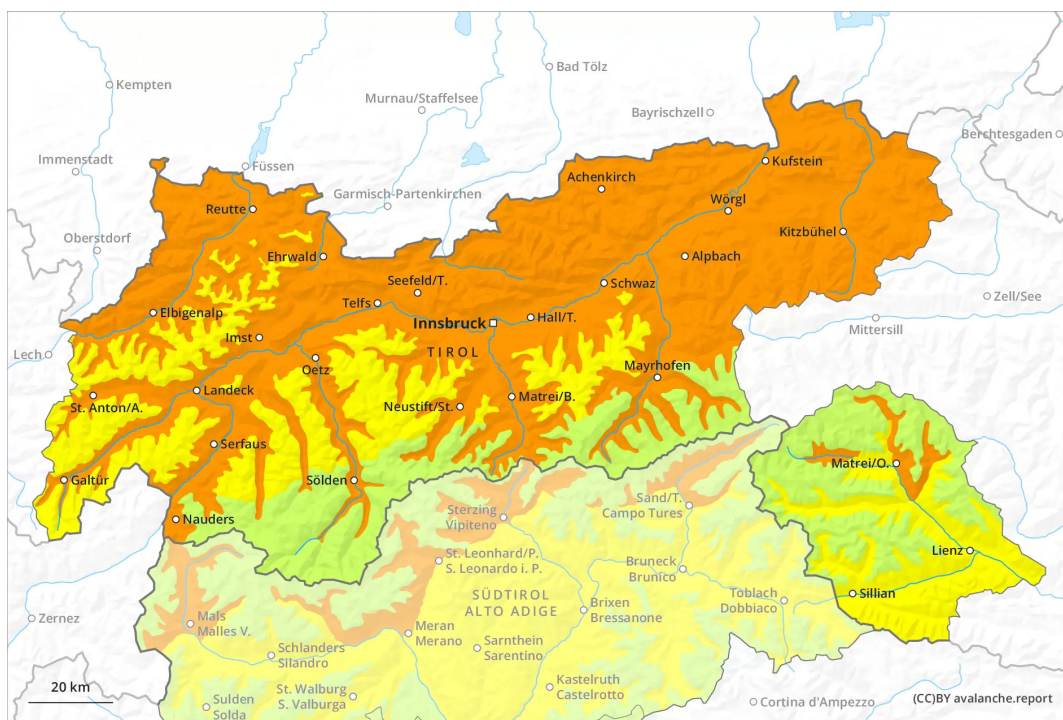 Kempten
Bad Tölz
Murnau/Staffelsee
Bayrischzell
Berchtesgaden
Immenstadt
Füssen
Kufstein
Achenkirch
Garmisch-Partenkirchen
Reutte
Wörgl
Oberstdorf
Kitzbühel
Ehrwald
Alpbach
Seefeld/T.
Schwaz
Zell/See
Telfs
Elbigenalp
Innsbruck
Hall/T.
Mittersill
Imst
Lech
TIROL
Oetz
Mayrhofen
Landeck
St. Anton/A.
Neustift/St.
Matrei/B.
Serfaus
Matrei/O.
Galtür
Sölden
Sand/T.
Campo Tures
Sterzing
Vipiteno
Nauders
Lienz
St. Leonhard/P.
S. Leonardo i. P.
Bruneck
Brunico
SÜDTIROL
ALTO ADIGE
Sillian
Toblach
Dobbiaco
Brixen
Bressanone
Zernez
Mals
Malles V.
Meran
Merano
Sarnthein
Sarentino
Schlanders
Silandro
20 km
St. Walburg
S. Valburga
Kastelruth
Castelrotto
Sulden
Solda
Cortina d'Ampezzo
(CC)BY avalanche.report